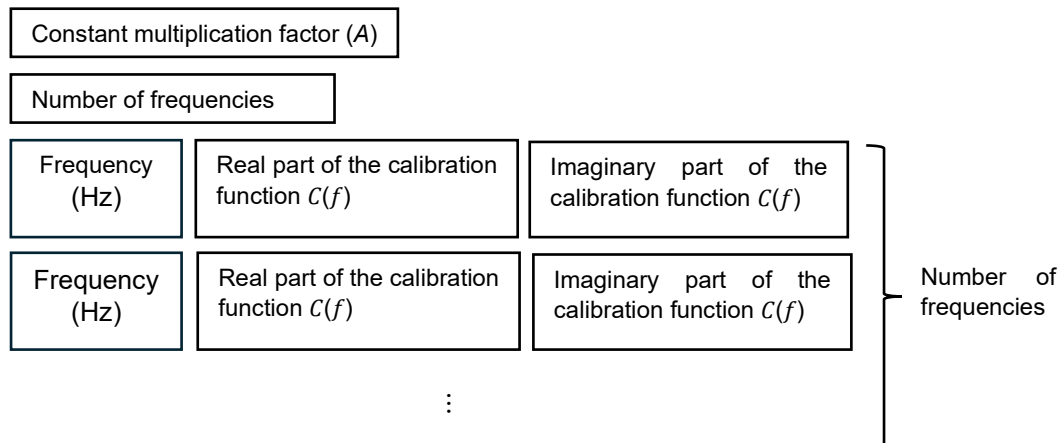 Constant multiplication factor (A)
Number of frequencies
Frequency
(Hz)
Real part of the calibration
function C(f)
Imaginary part of the
calibration function C(f)
Frequency
(Hz)
Real part of the calibration
function C(f)
Imaginary part of the
calibration function C(f)
Number of
frequencies
⋮